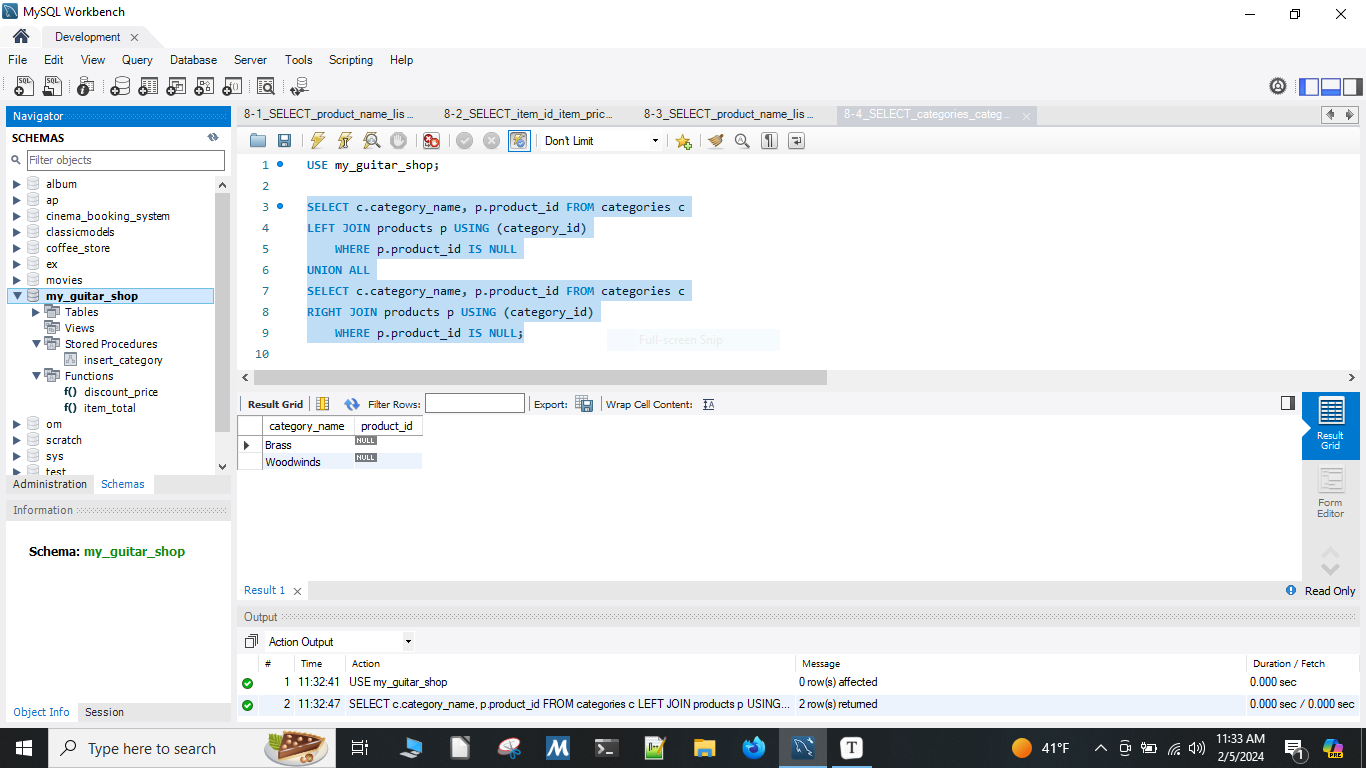 MySQL Workbench
Development
File Edit View Query Database Server Tools Scripting Help
Navigator
SCHEMAS
Filter objects
album
ap
cinema_booking_system
classicmodels
coffee_store
ex
movies
my_guitar_shop
Tables
Views
Stored Procedures
insert_category
Functions
f() discount_price
f() item_total
om
scratch
sys
test
Administration Schemas
Information
Schema: my_guitar_shop
Object Info Session
8-1_SELECT_product_name_lis... 8-2_SELECT_item_id_item_pric... 8-3_SELECT_product_name_lis... 8-4_SELECT_categories_categ...
Don't Limit
1 USE my_guitar_shop;
2
3 SELECT c.category_name, p.product_id FROM categories c
4 LEFT JOIN products p USING (category_id)
5 WHERE p.product_id IS NULL
6 UNION ALL
7 SELECT c.category_name, p.product_id FROM categories c
8 RIGHT JOIN products p USING (category_id)
9 WHERE p.product_id IS NULL;
10
Full-screen Snip
Result Grid Filter Rows: Export: Wrap Cell Content:
category_name product_id
Brass NULL
Woodwinds NULL
Result Grid
Form Editor
Result 1
Read Only
Output
Action Output
# Time Action Message Duration / Fetch
1 11:32:41 USE my_guitar_shop 0 row(s) affected 0.000 sec
2 11:32:47 SELECT c.category_name, p.product_id FROM categories c LEFT JOIN products p USING... 2 row(s) returned 0.000 sec / 0.000 sec
Type here to search
41°F
11:33 AM
2/5/2024
1
PRE